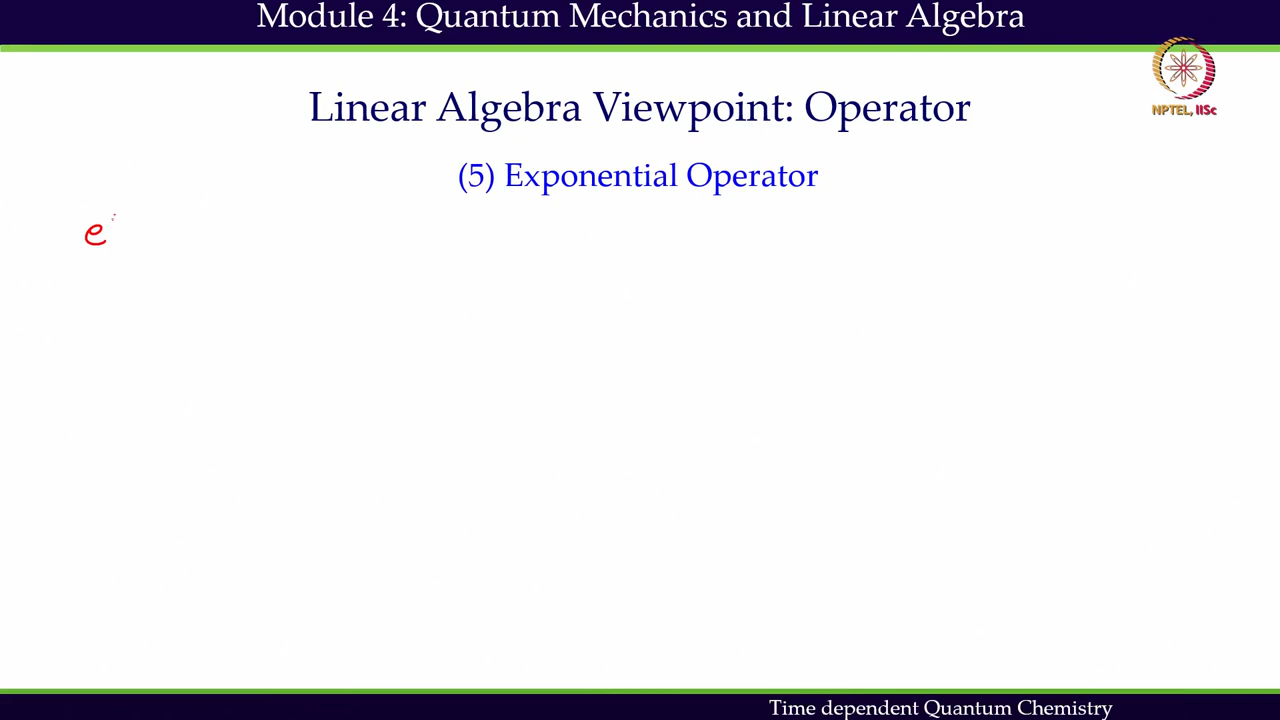 Module 4: Quantum Mechanics and Linear Algebra
NPTEL, IISc
Linear Algebra Viewpoint: Operator
(5) Exponential Operator
e
Time dependent Quantum Chemistry